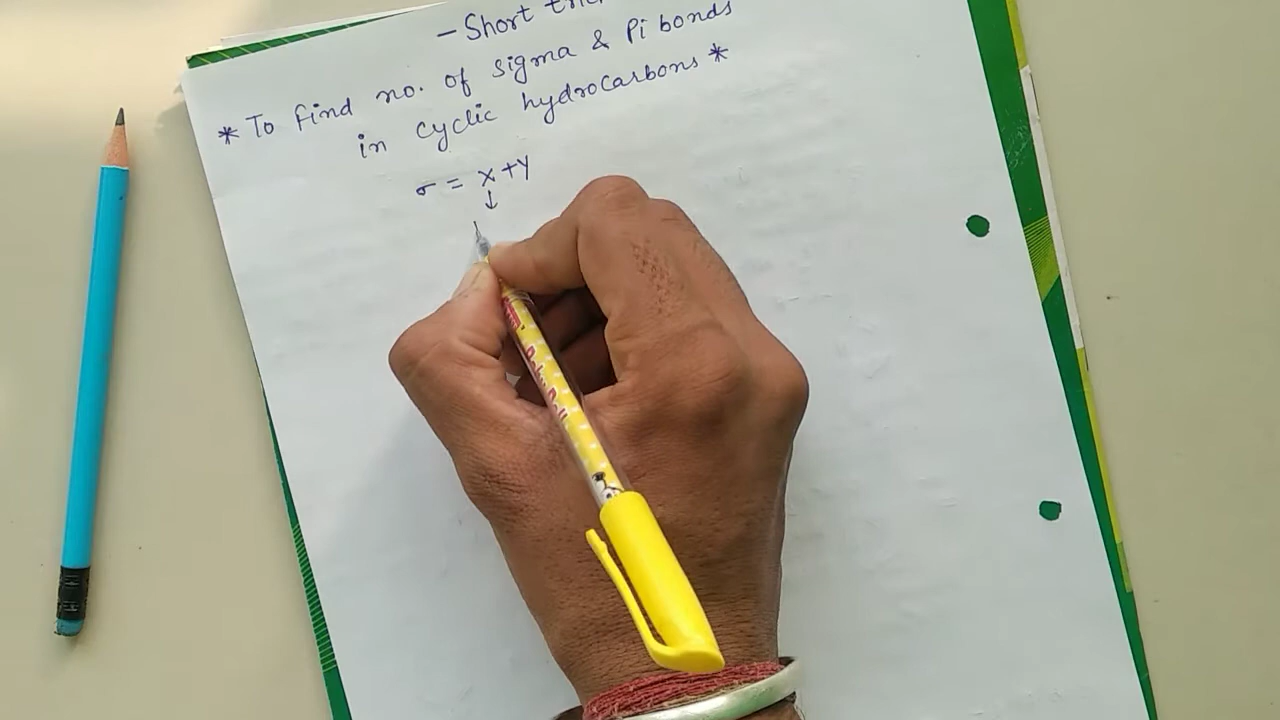 - Short
* To find no. of sigma & Pi bonds
in cyclic hydrocarbons *
σ = x+y
↓